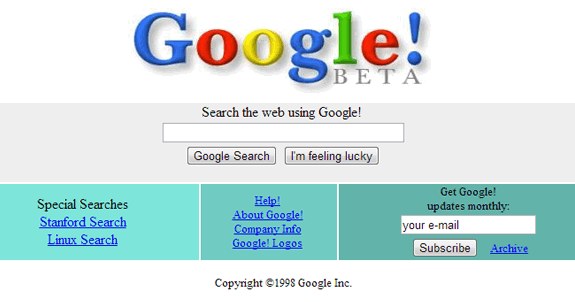 Google!
BETA
Search the web using Google!
Google Search I'm feeling lucky
Special Searches
Stanford Search
Linux Search
Help!
About Google!
Company Info
Google! Logos
Get Google!
updates monthly:
your e-mail
Subscribe Archive
Copyright ©1998 Google Inc.